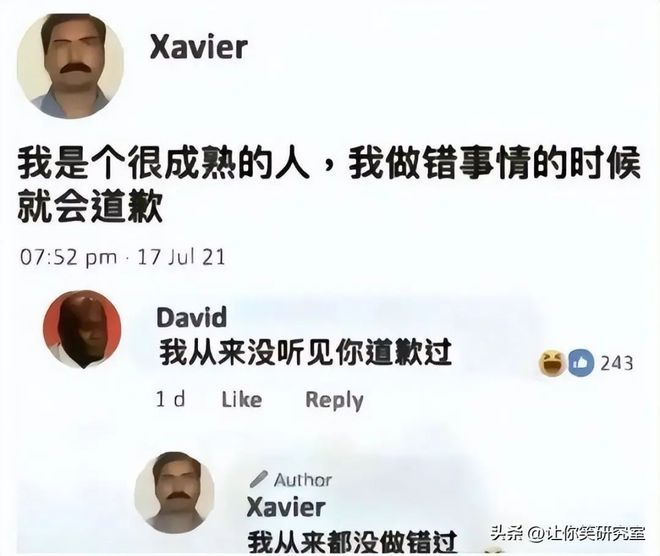 Xavier
我是个很成熟的人，我做错事情的时候
就会道歉
07:52 pm · 17 Jul 21
David
我从来没听见你道歉过
243
1 d Like Reply
Author
Xavier
我从来都没做错过
头条 @让你笑研究室